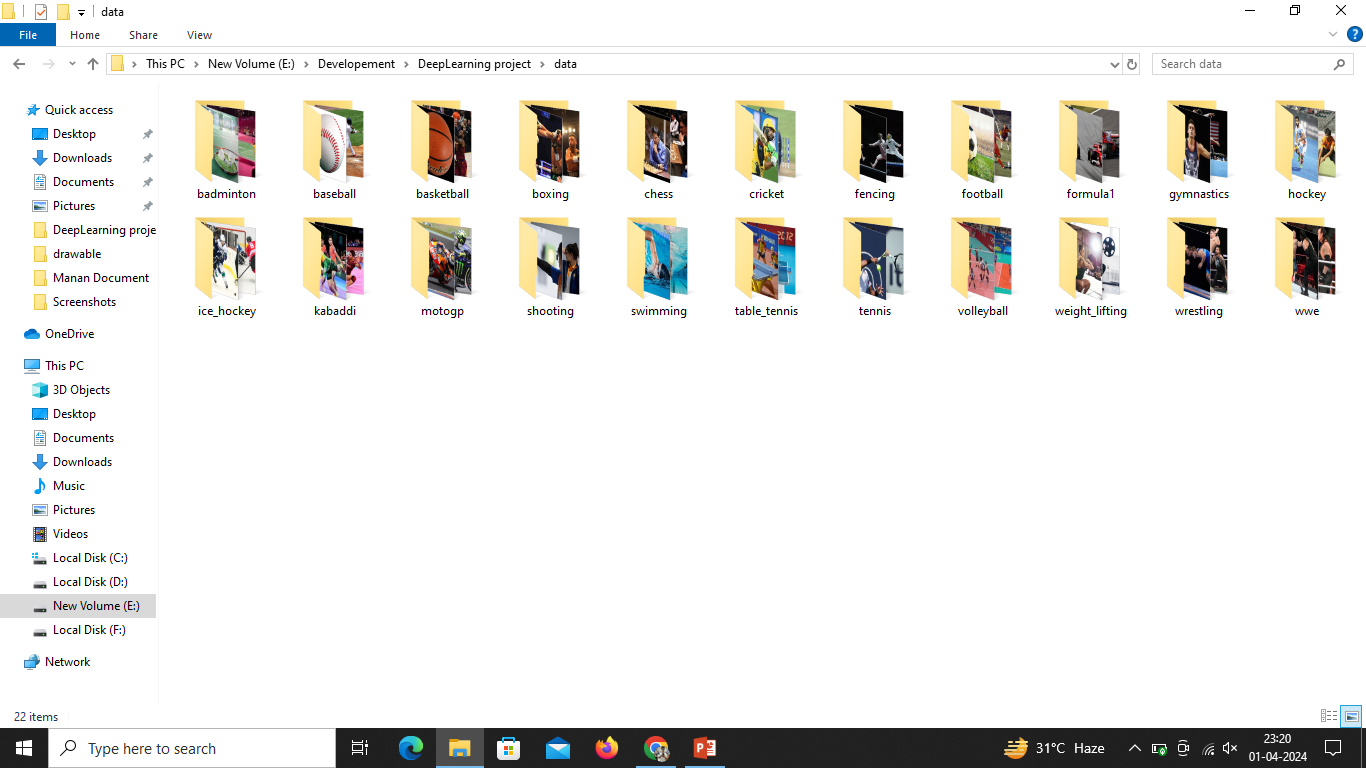 data
File Home Share View
This PC New Volume (E:) Developement DeepLearning project data
Search data
Quick access
Desktop
Downloads
Documents
Pictures
DeepLearning proje
drawable
Manan Document
Screenshots
OneDrive
This PC
3D Objects
Desktop
Documents
Downloads
Music
Pictures
Videos
Local Disk (C:)
Local Disk (D:)
New Volume (E:)
Local Disk (F:)
Network
badminton baseball basketball boxing chess cricket fencing football formula1 gymnastics hockey
ice_hockey kabaddi motogp shooting swimming table_tennis tennis volleyball weight_lifting wrestling wwe
22 items
Type here to search
31°C Haze
23:20
01-04-2024